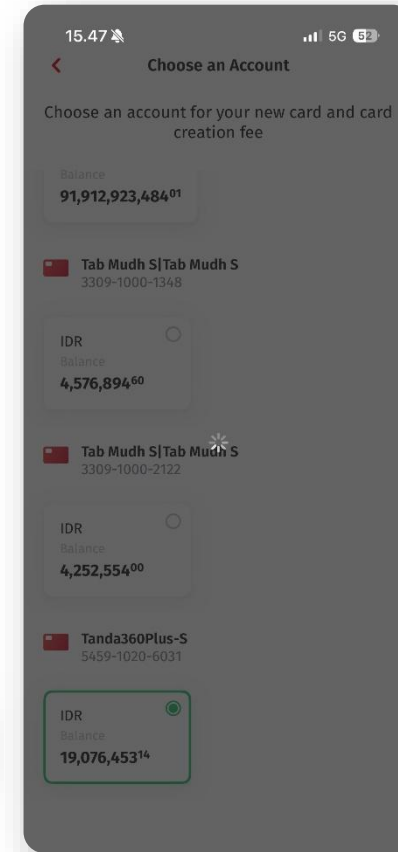 15.47 5G 52
Choose an Account
Choose an account for your new card and card
creation fee
Balance
91,912,923,484⁰¹
Tab Mudh S|Tab Mudh S
3309-1000-1348
IDR
Balance
4,576,894⁶⁰
Tab Mudh S|Tab Mudh S
3309-1000-2122
IDR
Balance
4,252,554⁰⁰
Tanda360Plus-S
5459-1020-6031
IDR
Balance
19,076,453¹⁴